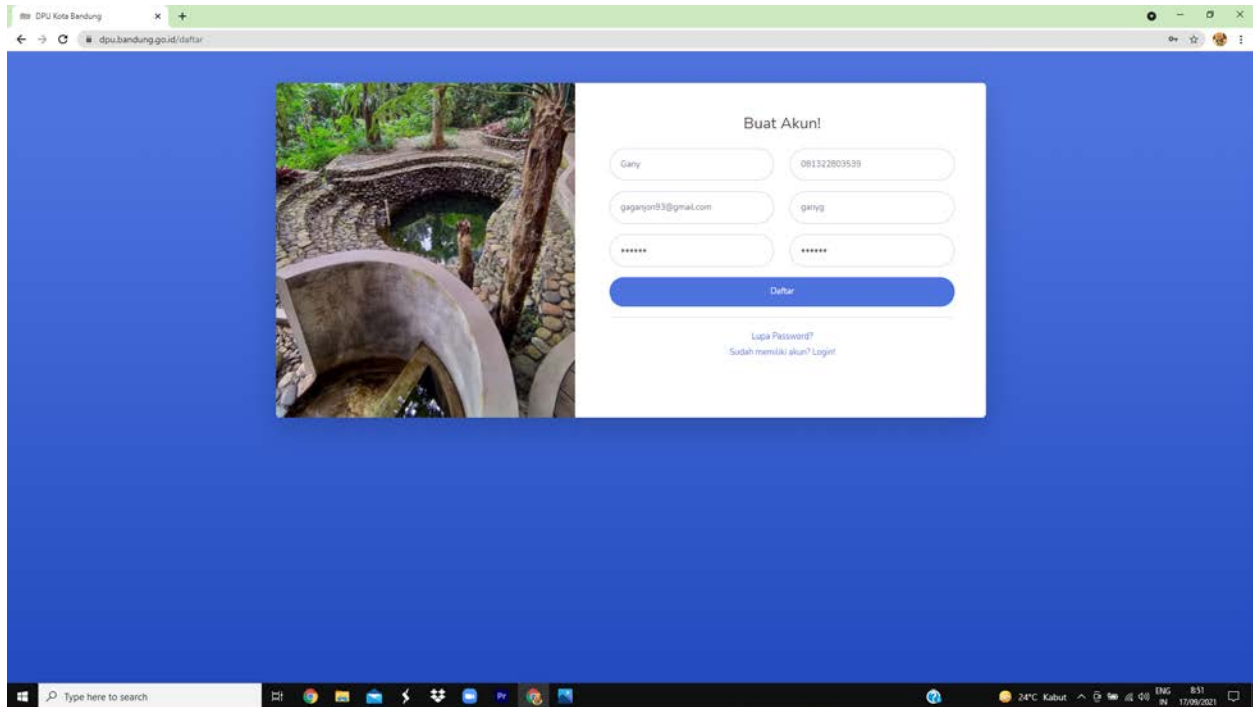 DPU Kota Bandung
dpu.bandung.go.id/daftar
Buat Akun!
Gany
081322803539
gaganjon93@gmail.com
ganyg
••••••
••••••
Daftar
Lupa Password?
Sudah memiliki akun? Login!
Type here to search
Pr
24°C Kabut
ENG
IN
8:51
17/09/2021